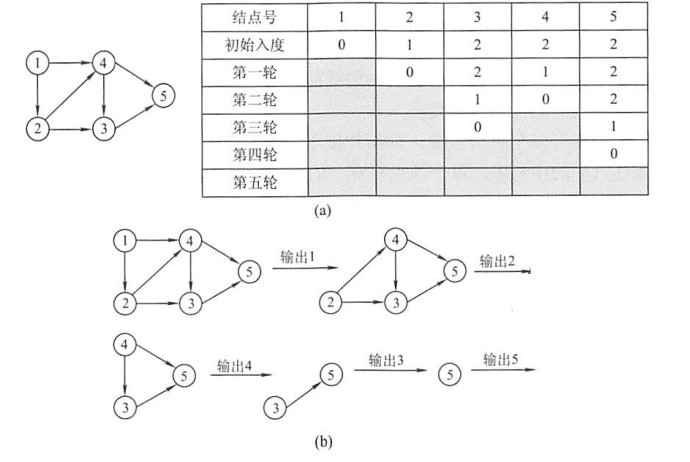 1 4 5 2 3
结点号 1 2 3 4 5
初始入度 0 1 2 2 2
第一轮 0 2 1 2
第二轮 1 0 2
第三轮 0 1
第四轮 0
第五轮
(a)
1 4 5 2 3 输出1 4 5 2 3 输出2
4 5 3 输出4 5 3 输出3 5 输出5
(b)